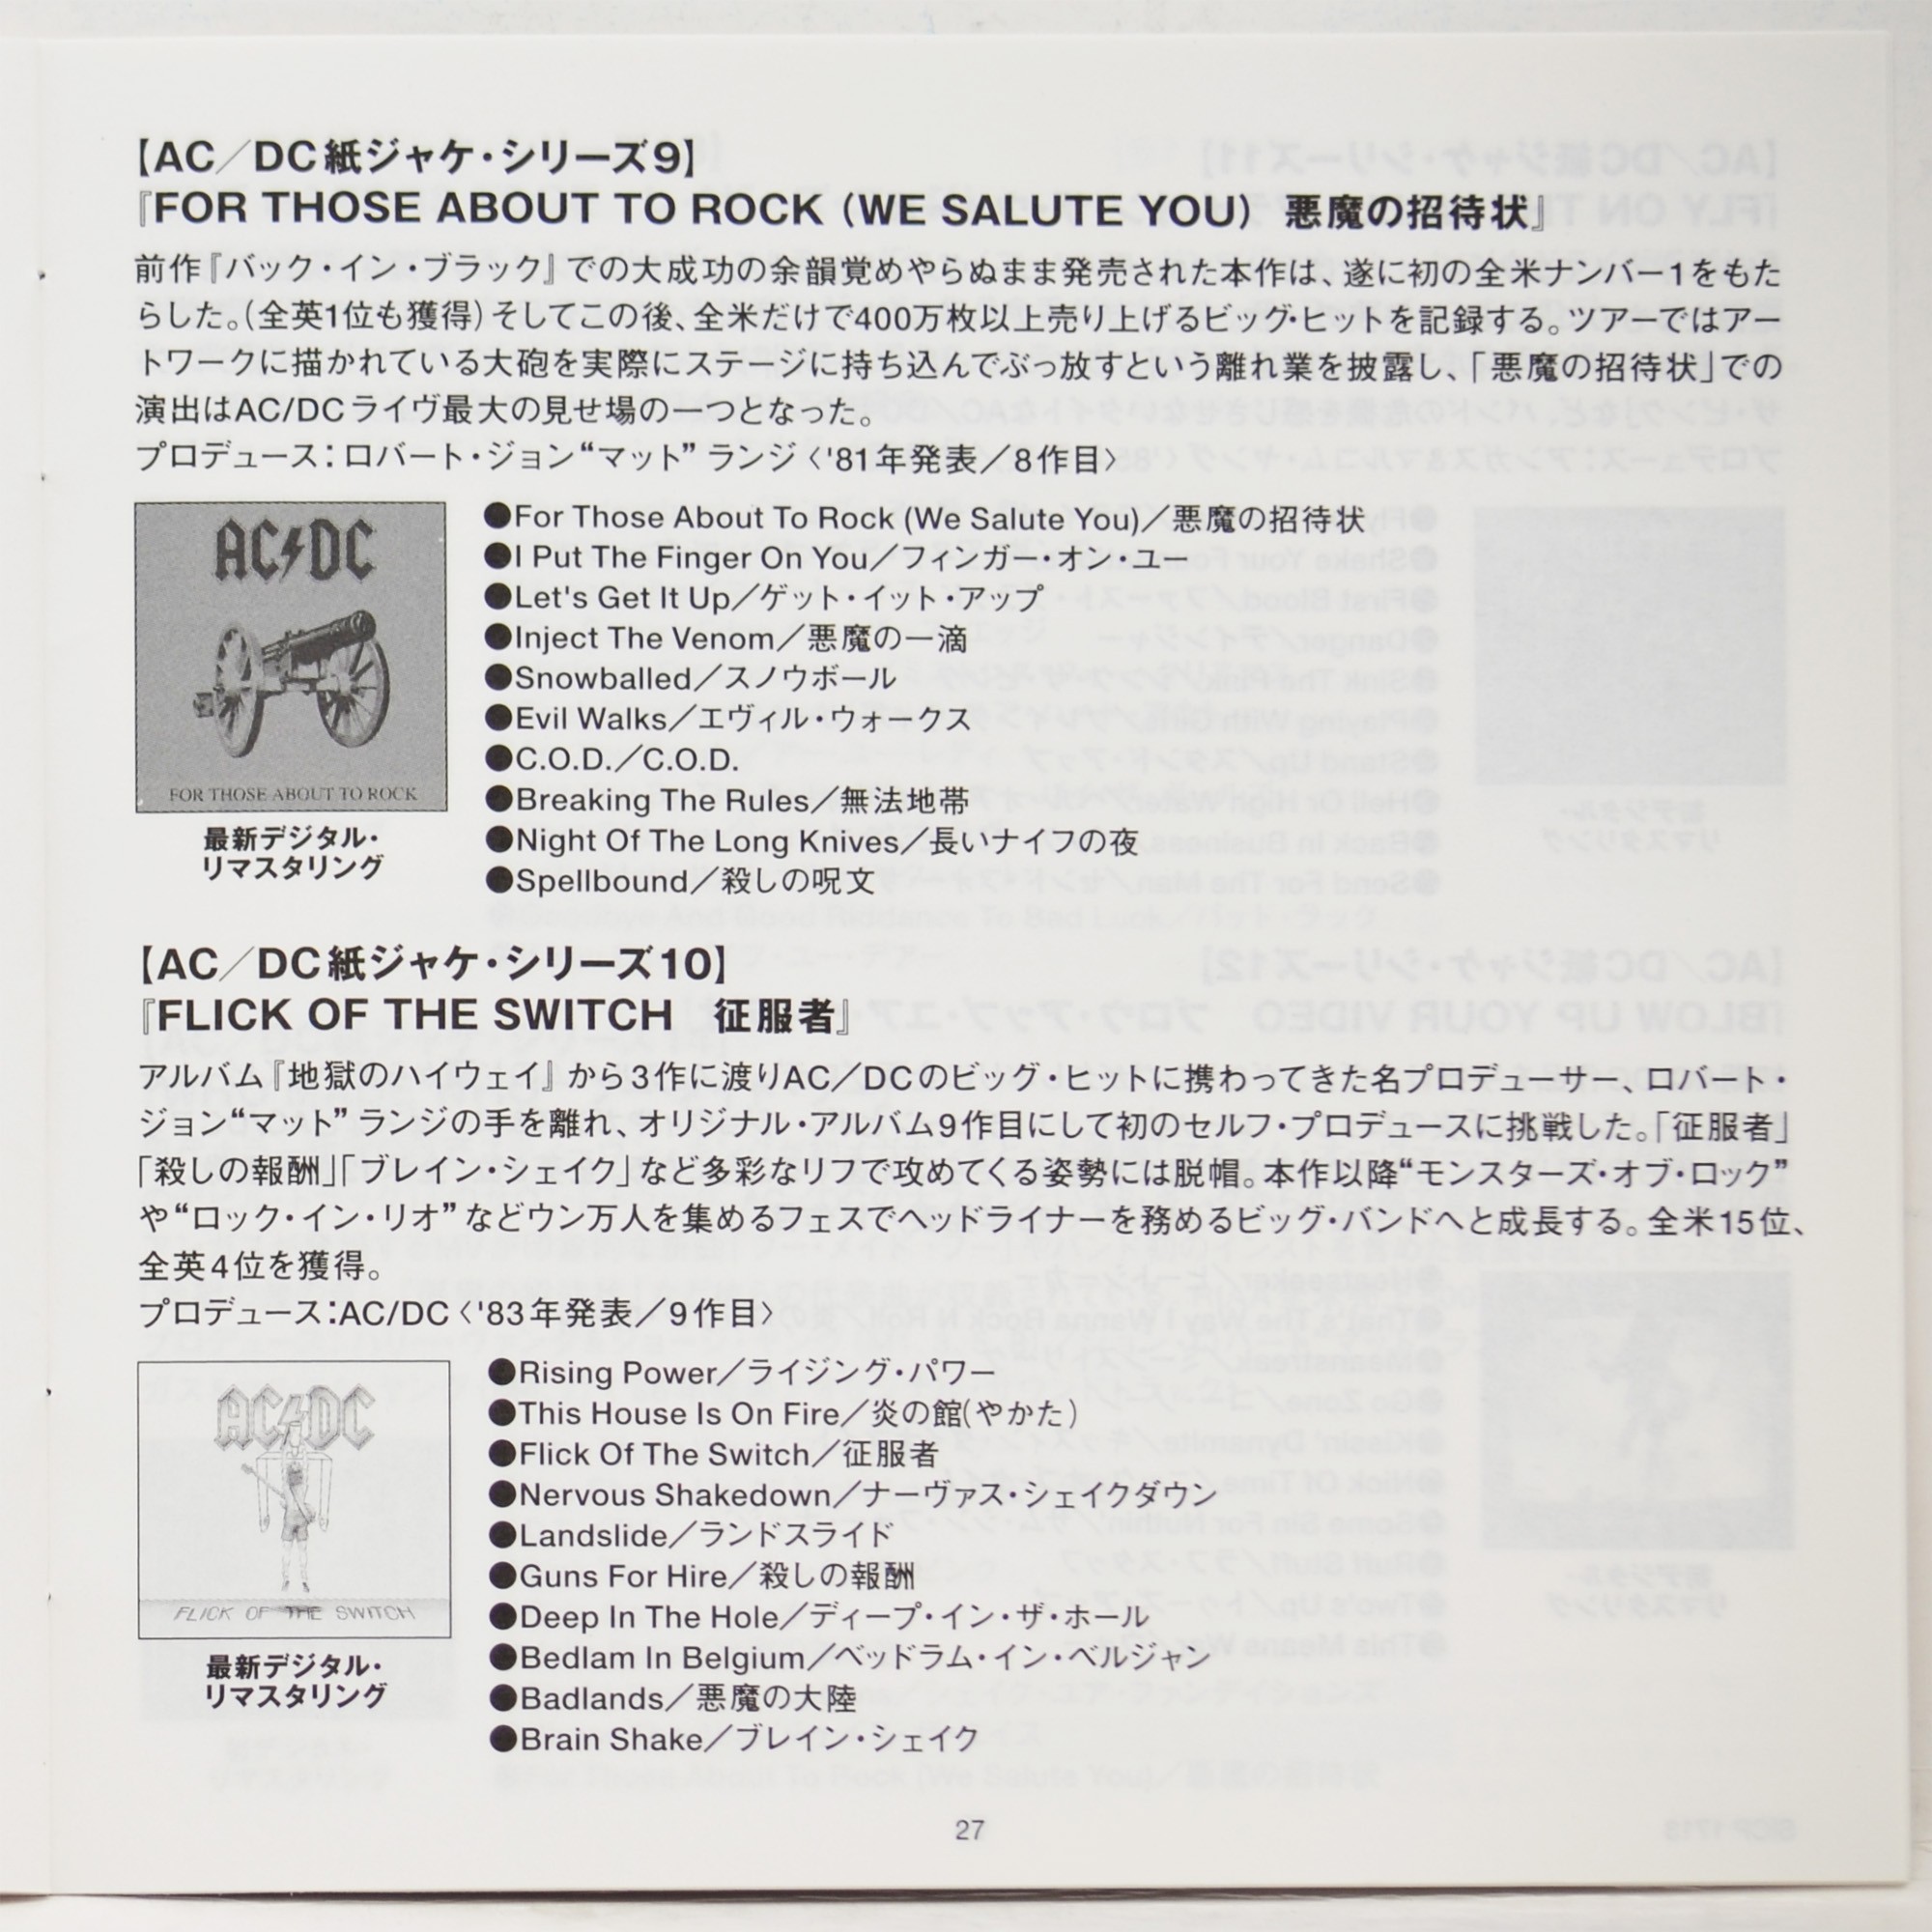 【AC／DC紙ジャケ・シリーズ9】
『FOR THOSE ABOUT TO ROCK (WE SALUTE YOU) 悪魔の招待状』
前作『バック・イン・ブラック』での大成功の余韻覚めやらぬまま発売された本作は、遂に初の全米ナンバー1をもた
らした。（全英1位も獲得）そしてこの後、全米だけで400万枚以上売り上げるビッグ・ヒットを記録する。ツアーではアー
トワークに描かれている大砲を実際にステージに持ち込んでぶっ放すという離れ業を披露し、「悪魔の招待状」での
演出はAC/DCライヴ最大の見せ場の一つとなった。
プロデュース：ロバート・ジョン“マット”ランジ〈'81年発表／8作目〉
AC⚡DC
FOR THOSE ABOUT TO ROCK
最新デジタル・
リマスタリング
●For Those About To Rock (We Salute You)／悪魔の招待状
●I Put The Finger On You／フィンガー・オン・ユー
●Let's Get It Up／ゲット・イット・アップ
●Inject The Venom／悪魔の一滴
●Snowballed／スノウボール
●Evil Walks／エヴィル・ウォークス
●C.O.D.／C.O.D.
●Breaking The Rules／無法地帯
●Night Of The Long Knives／長いナイフの夜
●Spellbound／殺しの呪文
【AC／DC紙ジャケ・シリーズ10】
『FLICK OF THE SWITCH 征服者』
アルバム『地獄のハイウェイ』から3作に渡りAC／DCのビッグ・ヒットに携わってきた名プロデューサー、ロバート・
ジョン“マット”ランジの手を離れ、オリジナル・アルバム9作目にして初のセルフ・プロデュースに挑戦した。「征服者」
「殺しの報酬」「ブレイン・シェイク」など多彩なリフで攻めてくる姿勢には脱帽。本作以降“モンスターズ・オブ・ロック”
や“ロック・イン・リオ”などウン万人を集めるフェスでヘッドライナーを務めるビッグ・バンドへと成長する。全米15位、
全英4位を獲得。
プロデュース：AC/DC〈'83年発表／9作目〉
AC⚡DC
FLICK OF THE SWITCH
最新デジタル・
リマスタリング
●Rising Power／ライジング・パワー
●This House Is On Fire／炎の館(やかた)
●Flick Of The Switch／征服者
●Nervous Shakedown／ナーヴァス・シェイクダウン
●Landslide／ランドスライド
●Guns For Hire／殺しの報酬
●Deep In The Hole／ディープ・イン・ザ・ホール
●Bedlam In Belgium／ベッドラム・イン・ベルジャン
●Badlands／悪魔の大陸
●Brain Shake／ブレイン・シェイク
27